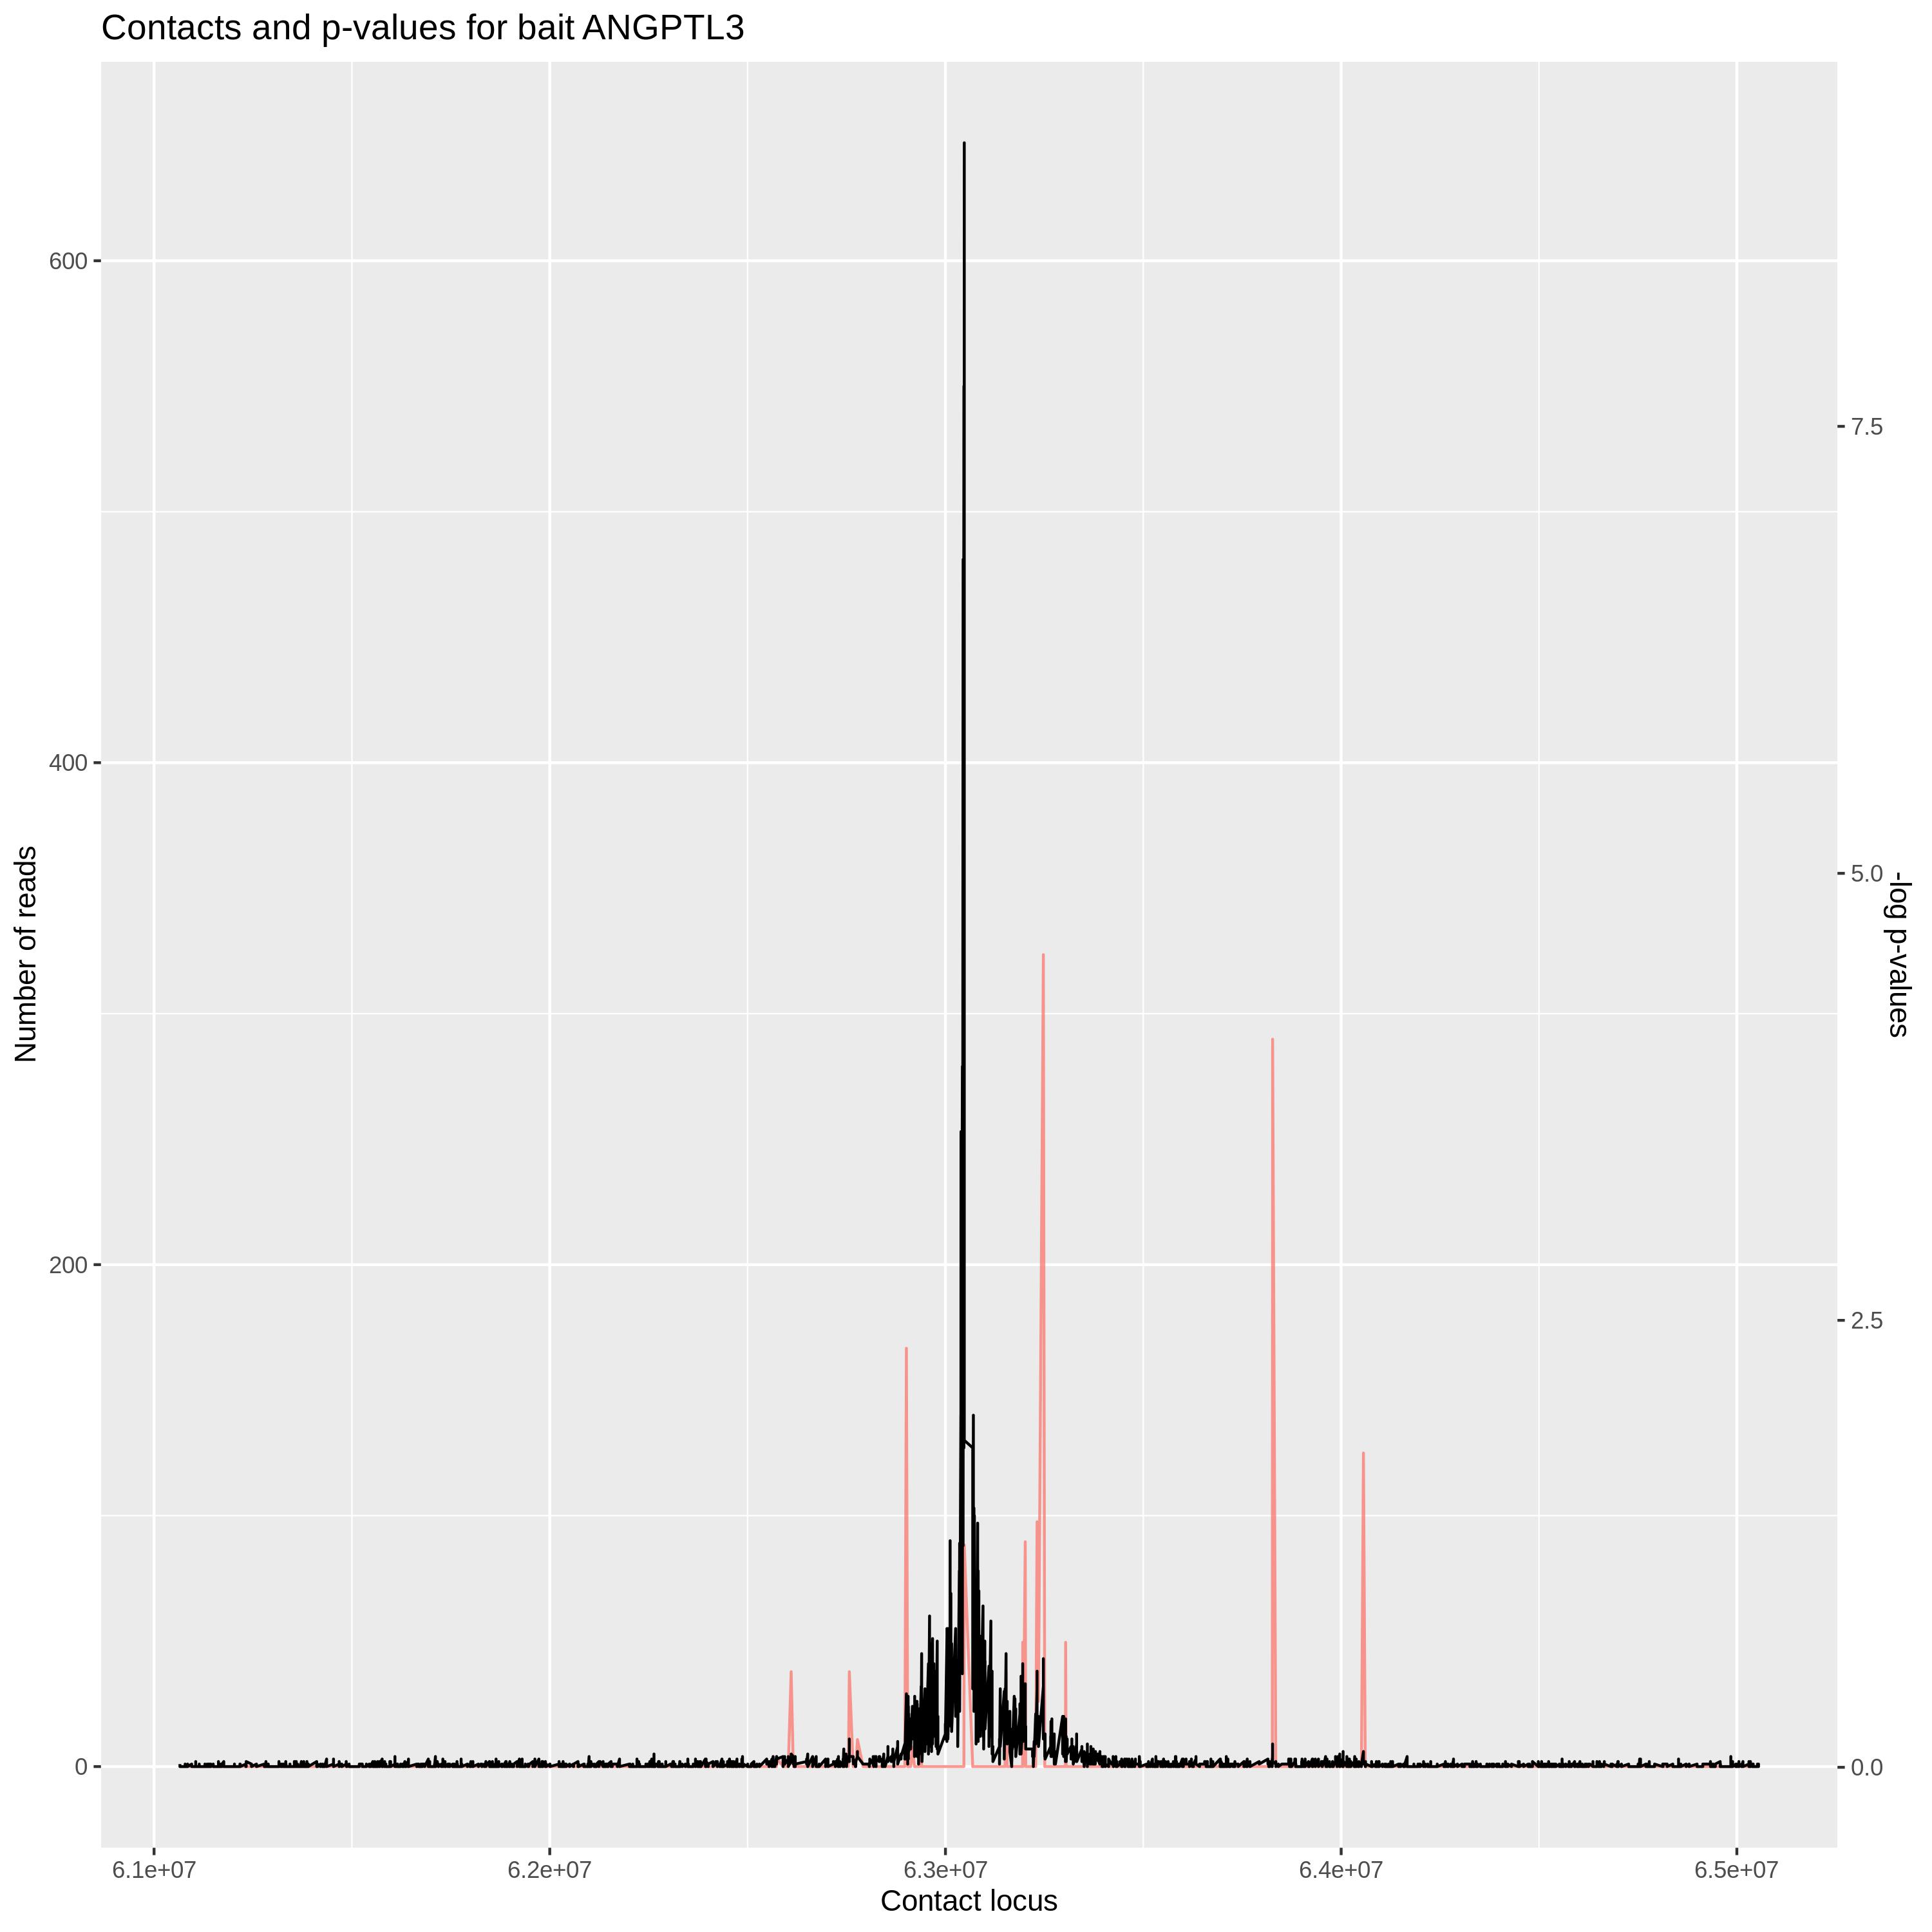 Contacts and p-values for bait ANGPTL3
600
400
200
0
Number of reads
7.5
5.0
2.5
0.0
-log p-values
6.1e+07
6.2e+07
6.3e+07
6.4e+07
6.5e+07
Contact locus